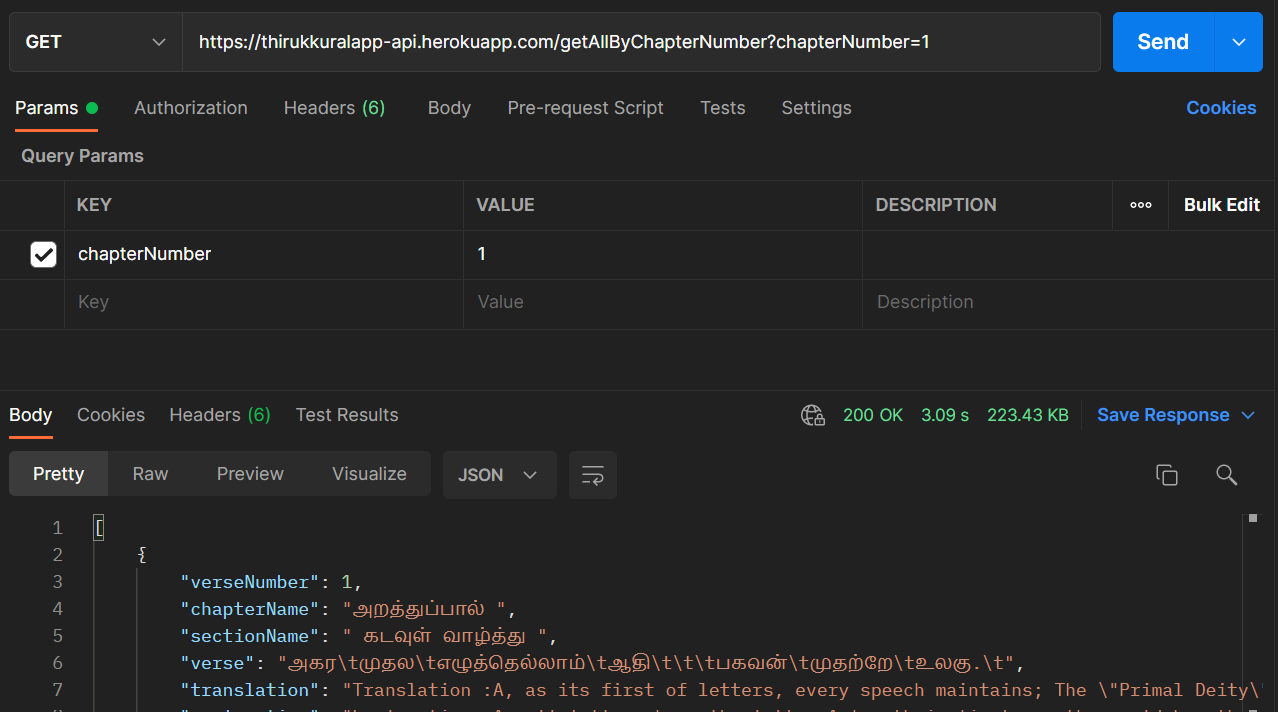 GET https://thirukkuralapp-api.herokuapp.com/getAllByChapterNumber?chapterNumber=1 Send
Params Authorization Headers (6) Body Pre-request Script Tests Settings Cookies
Query Params
KEY VALUE DESCRIPTION ooo Bulk Edit
chapterNumber 1
Key Value Description
Body Cookies Headers (6) Test Results 200 OK 3.09 s 223.43 KB Save Response
Pretty Raw Preview Visualize JSON
1 [
2 {
3 "verseNumber": 1,
4 "chapterName": "அறத்துப்பால் ",
5 "sectionName": " கடவுள் வாழ்த்து ",
6 "verse": "அகர\tமுதல\tஎழுத்தெல்லாம்\tஆதி\t\t\tபகவன்\tமுதற்றே\tஉலகு.\t",
7 "translation": "Translation :A, as its first of letters, every speech maintains; The \"Primal Deity\